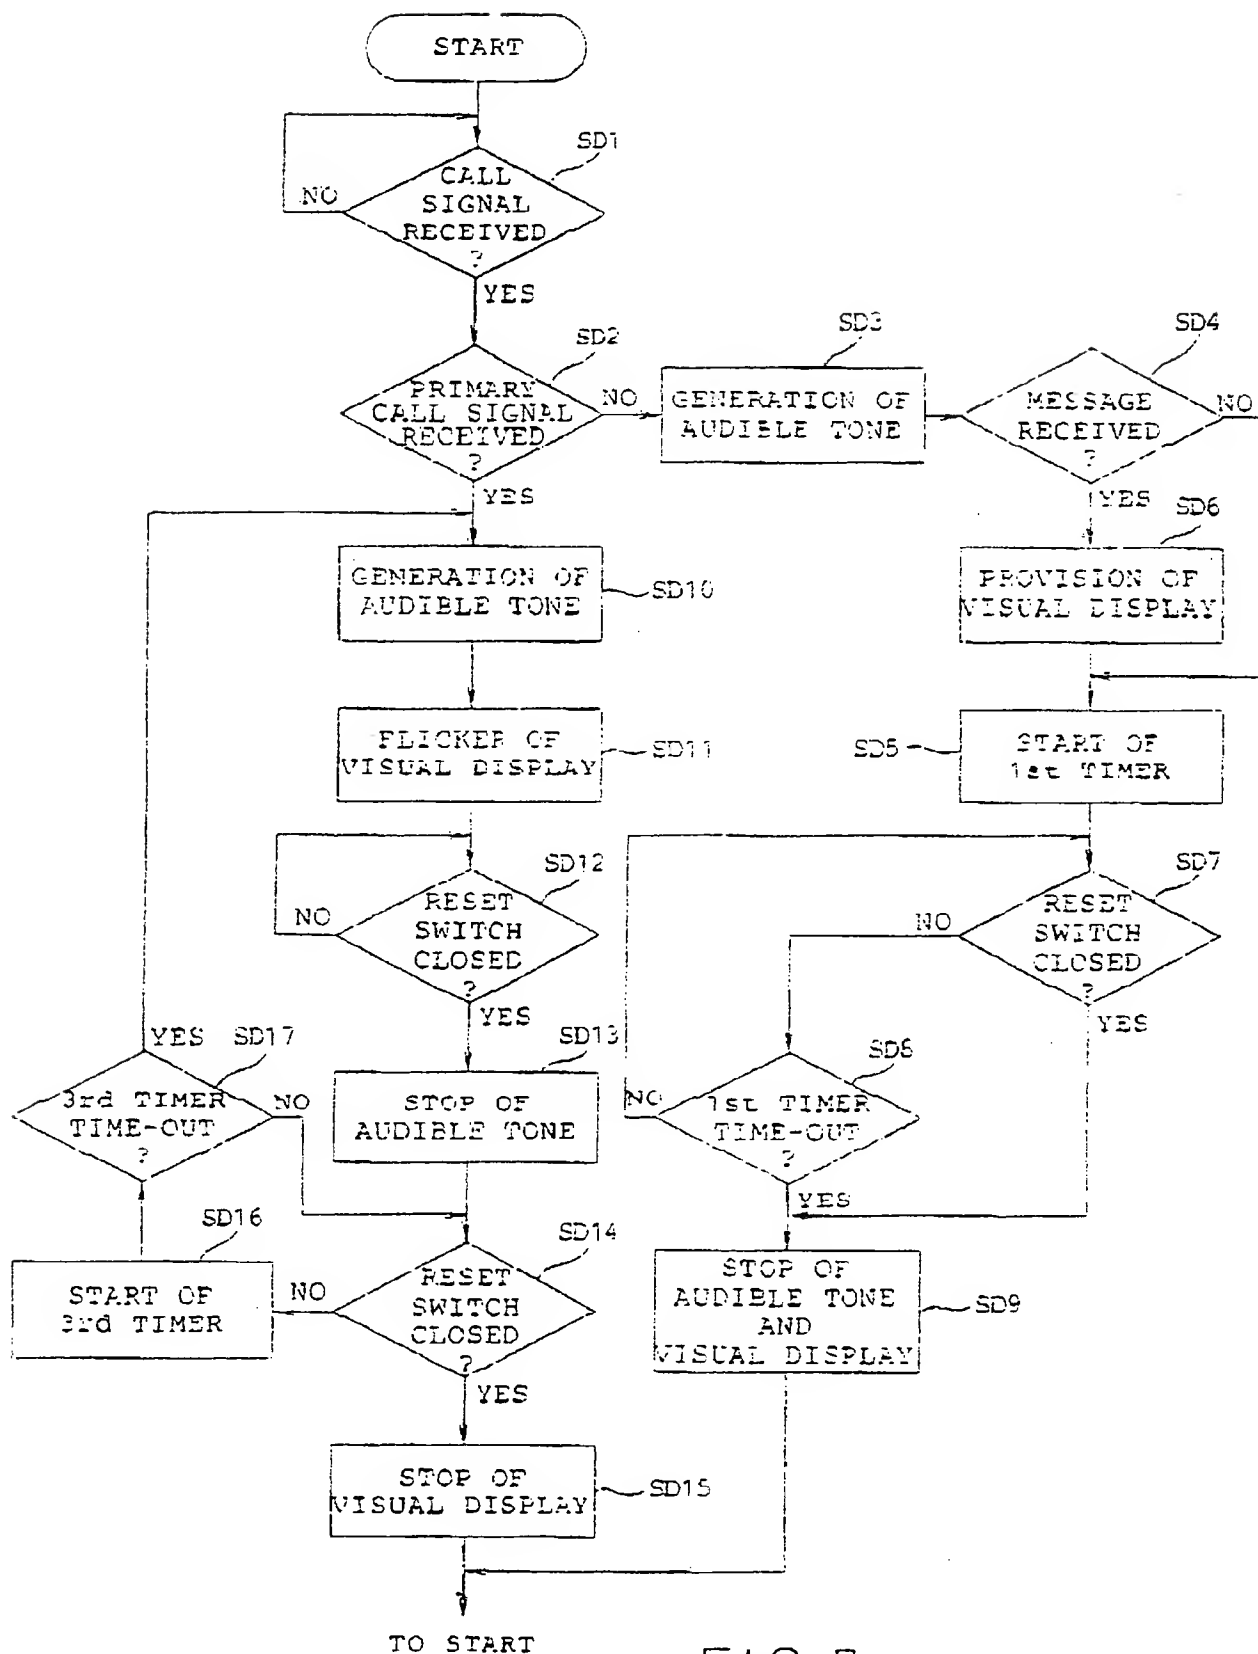 START
SD1
CALL
SIGNAL
RECEIVED
?
NO
YES
SD2
PRIMARY
CALL SIGNAL
RECEIVED
?
NO
YES
SD3
GENERATION OF
AUDIBLE TONE
SD4
MESSAGE
RECEIVED
?
NO
YES
SD6
PROVISION OF
VISUAL DISPLAY
GENERATION OF
AUDIBLE TONE
SD10
FLICKER OF
VISUAL DISPLAY
SD11
SD5
START OF
1st TIMER
SD12
RESET
SWITCH
CLOSED
?
NO
YES
SD7
RESET
SWITCH
CLOSED
?
NO
YES
SD13
STOP OF
AUDIBLE TONE
SD17
3rd TIMER
TIME-OUT
?
YES
NO
SD8
1st TIMER
TIME-OUT
?
NO
YES
SD16
START OF
3rd TIMER
SD14
RESET
SWITCH
CLOSED
?
NO
YES
STOP OF
AUDIBLE TONE
AND
VISUAL DISPLAY
SD9
STOP OF
VISUAL DISPLAY
SD15
TO START